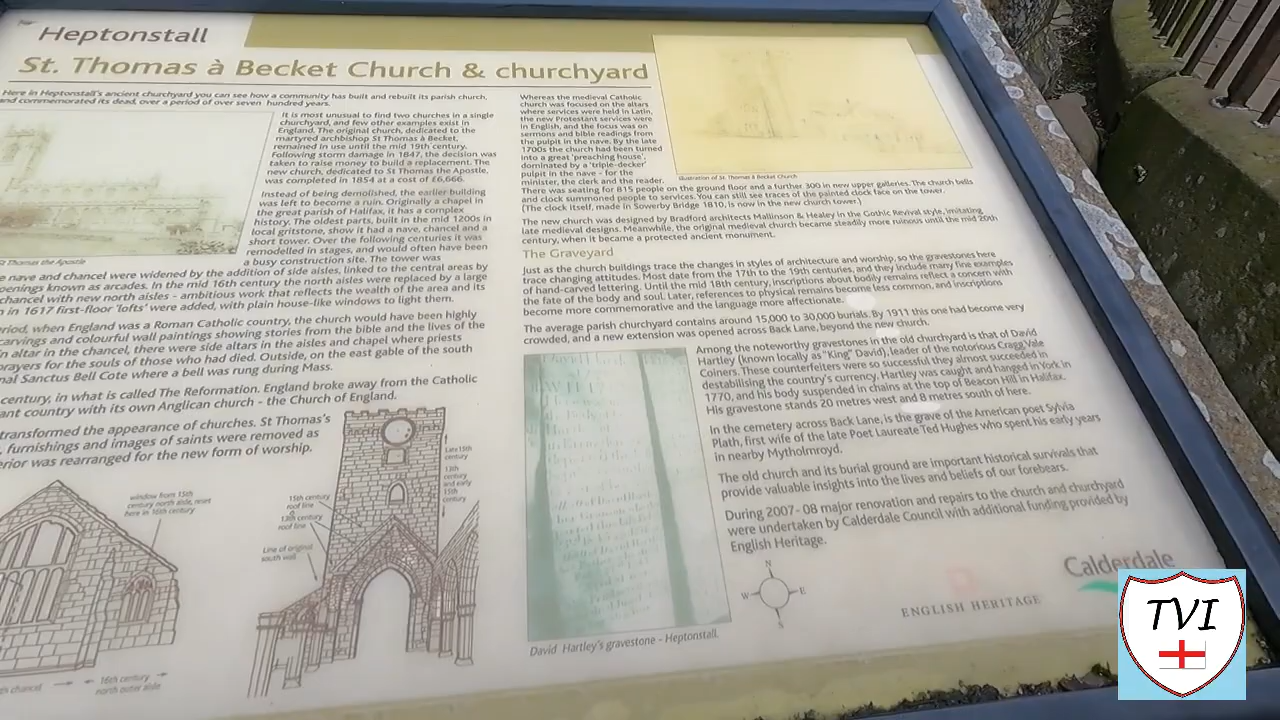 Heptonstall
St. Thomas à Becket Church & churchyard
Here in Heptonstall's ancient churchyard you can see how a community has built and rebuilt its parish church,
and commemorated its dead, over a period of over seven hundred years.
It is most unusual to find two churches in a single
churchyard, and few other examples exist in
England. The original church, dedicated to the
martyred archbishop St Thomas à Becket,
remained in use until the mid 19th century.
Following storm damage in 1847, the decision was
taken to raise money to build a replacement. The
new church, dedicated to St Thomas the Apostle,
was completed in 1854 at a cost of £6,666.
Instead of being demolished, the earlier building
was left to become a ruin. Originally a chapel in
the great parish of Halifax, it has a complex
history. The oldest parts, built in the mid 1200s in
local gritstone, show it had a nave, chancel and a
short tower. Over the following centuries it was
remodelled in stages, and would often have been
a busy construction site. The tower was
St Thomas the Apostle
nave and chancel were widened by the addition of side aisles, linked to the central areas by
openings known as arcades. In the mid 16th century the north aisles were replaced by a large
chancel with new north aisles - ambitious work that reflects the wealth of the area and its
in 1617 first-floor 'lofts' were added, with plain house-like windows to light them.
riod, when England was a Roman Catholic country, the church would have been highly
carvings and colourful wall paintings showing stories from the bible and the lives of the
n altar in the chancel, there were side altars in the aisles and chapel where priests
prayers for the souls of those who had died. Outside, on the east gable of the south
nal Sanctus Bell Cote where a bell was rung during Mass.
century, in what is called The Reformation. England broke away from the Catholic
ant country with its own Anglican church - the Church of England.
transformed the appearance of churches. St Thomas's
, furnishings and images of saints were removed as
erior was rearranged for the new form of worship.
window from 15th
century north aisle, reset
here in 16th century
chancel
16th century
north outer aisle
15th century
roof line
13th century
roof line
Line of original
south wall
Late 15th
century
13th
century
and early
15th
century
Whereas the medieval Catholic
church was focused on the altars
where services were held in Latin,
the new Protestant services were
in English, and the focus was on
sermons and bible readings from
the pulpit in the nave. By the late
1700s the church had been turned
into a great 'preaching house',
dominated by a 'triple-decker'
pulpit in the nave - for the
minister, the clerk and the reader.
Illustration of St Thomas à Becket Church
There was seating for 815 people on the ground floor and a further 300 in new upper galleries. The church bells
and clock summoned people to services. You can still see traces of the painted clock face on the tower.
(The clock itself, made in Sowerby Bridge 1810, is now in the new church tower.)
The new church was designed by Bradford architects Mallinson & Healey in the Gothic Revival style, imitating
late medieval designs. Meanwhile, the original medieval church became steadily more ruinous until the mid 20th
century, when it became a protected ancient monument.
The Graveyard
Just as the church buildings trace the changes in styles of architecture and worship, so the gravestones here
trace changing attitudes. Most date from the 17th to the 19th centuries, and they include many fine examples
of hand-carved lettering. Until the mid 18th century, inscriptions about bodily remains reflect a concern with
the fate of the body and soul. Later, references to physical remains become less common, and inscriptions
become more commemorative and the language more affectionate.
The average parish churchyard contains around 15,000 to 30,000 burials. By 1911 this one had become very
crowded, and a new extension was opened across Back Lane, beyond the new church.
Among the noteworthy gravestones in the old churchyard is that of David
Hartley (known locally as "King" David), leader of the notorious Cragg Vale
Coiners. These counterfeiters were so successful they almost succeeded in
destabilising the country's currency. Hartley was caught and hanged in York in
1770, and his body suspended in chains at the top of Beacon Hill in Halifax.
His gravestone stands 20 metres west and 8 metres south of here.
In the cemetery across Back Lane, is the grave of the American poet Sylvia
Plath, first wife of the late Poet Laureate Ted Hughes who spent his early years
in nearby Mytholmroyd.
The old church and its burial ground are important historical survivals that
provide valuable insights into the lives and beliefs of our forebears.
During 2007-08 major renovation and repairs to the church and churchyard
were undertaken by Calderdale Council with additional funding provided by
English Heritage.
David Hartley's gravestone - Heptonstall.
N
W E
S
ENGLISH HERITAGE
Calderdale
TVI